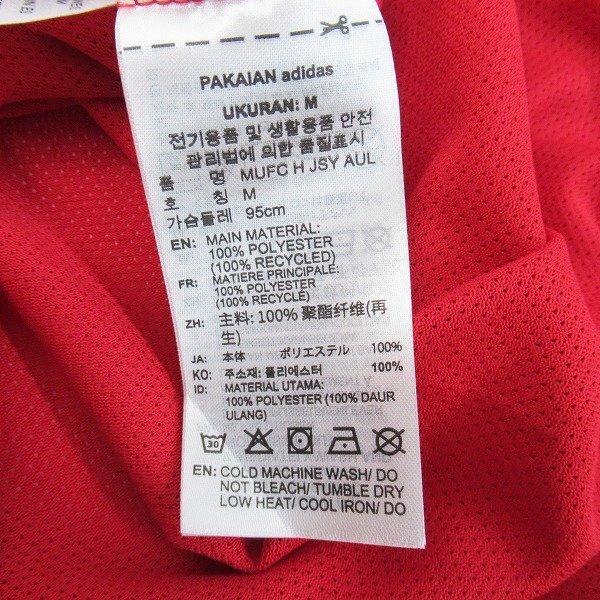 PAKAIAN adidas
UKURAN: M
전기용품 및 생활용품 안전
관리법에 의한 품질표시
품 명 MUFC H JSY AUL
호 칭 M
가슴둘레 95cm
EN: MAIN MATERIAL:
100% POLYESTER
(100% RECYCLED)
FR: MATIERE PRINCIPALE:
100% POLYESTER
(100% RECYCLÉ)
ZH: 主料: 100% 聚酯纤维(再
生)
JA: 本体 ポリエステル 100%
KO: 주소재: 폴리에스터 100%
ID: MATERIAL UTAMA:
100% POLYESTER (100% DAUR
ULANG)
30
EN: COLD MACHINE WASH/ DO
NOT BLEACH/ TUMBLE DRY
LOW HEAT/ COOL IRON/ DO